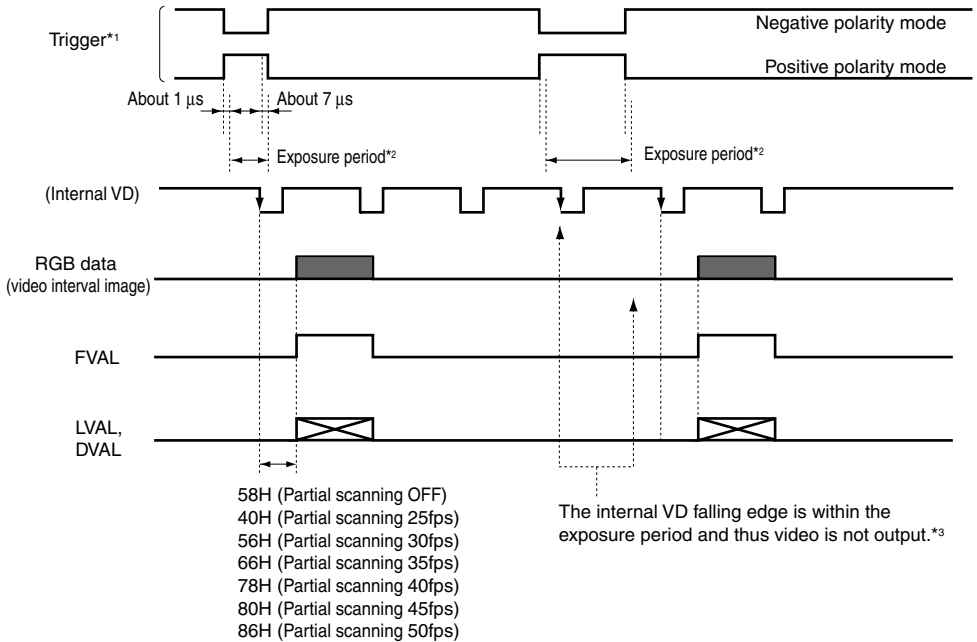 Negative polarity mode
Trigger*1
Positive polarity mode
About 1 μs
About 7 μs
Exposure period*2
Exposure period*2
(Internal VD)
RGB data
(video interval image)
FVAL
LVAL,
DVAL
58H (Partial scanning OFF)
40H (Partial scanning 25fps)
56H (Partial scanning 30fps)
66H (Partial scanning 35fps)
78H (Partial scanning 40fps)
80H (Partial scanning 45fps)
86H (Partial scanning 50fps)
The internal VD falling edge is within the
exposure period and thus video is not output.*3